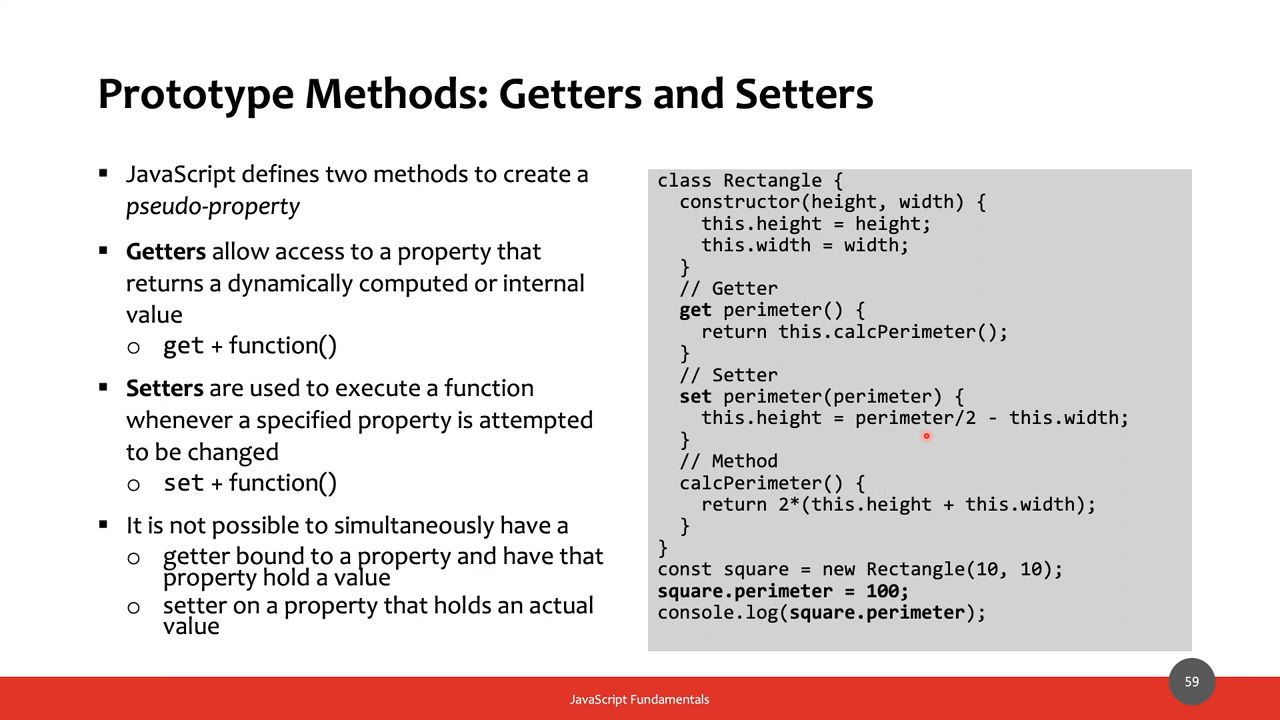 Prototype Methods: Getters and Setters
▪ JavaScript defines two methods to create a
pseudo-property
▪ Getters allow access to a property that
returns a dynamically computed or internal
value
o get + function()
▪ Setters are used to execute a function
whenever a specified property is attempted
to be changed
o set + function()
▪ It is not possible to simultaneously have a
o getter bound to a property and have that
property hold a value
o setter on a property that holds an actual
value
class Rectangle {
  constructor(height, width) {
    this.height = height;
    this.width = width;
  }
  // Getter
  get perimeter() {
    return this.calcPerimeter();
  }
  // Setter
  set perimeter(perimeter) {
    this.height = perimeter/2 - this.width;
  }
  // Method
  calcPerimeter() {
    return 2*(this.height + this.width);
  }
}
const square = new Rectangle(10, 10);
square.perimeter = 100;
console.log(square.perimeter);
JavaScript Fundamentals
59